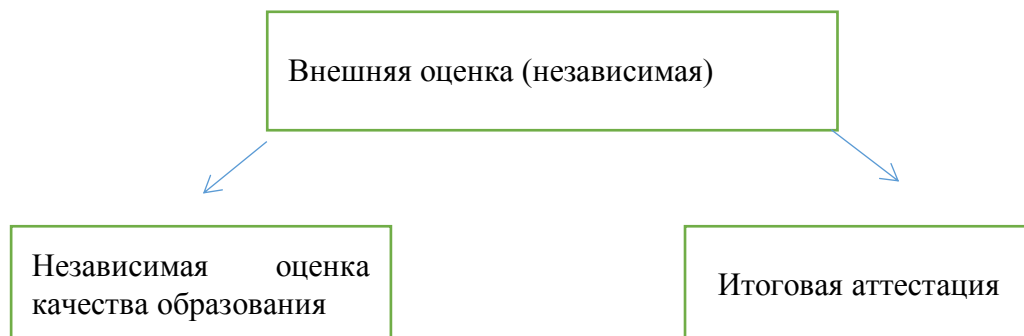 Внешняя оценка (независимая)
Независимая оценка
качества образования
Итоговая аттестация